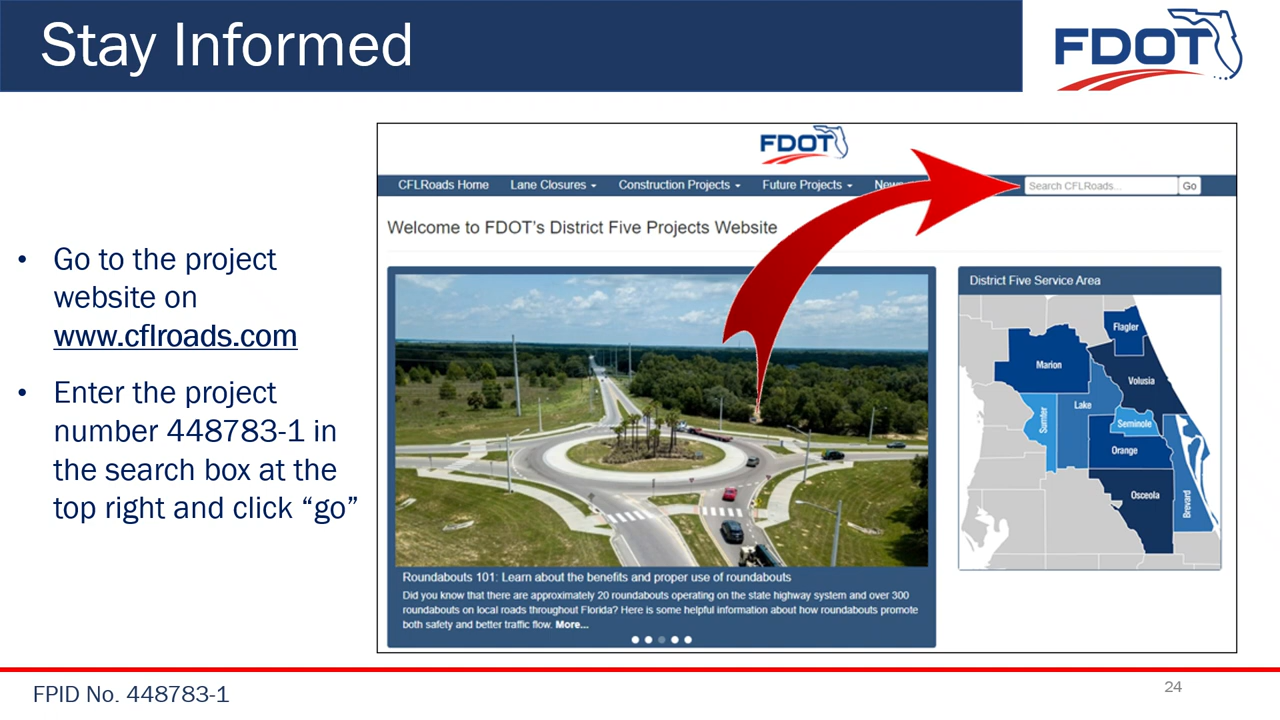 Stay Informed
FDOT
• Go to the project
website on
www.cflroads.com
• Enter the project
number 448783-1 in
the search box at the
top right and click “go”
FDOT
CFLRoads Home Lane Closures Construction Projects Future Projects News
Search CFLRoads... Go
Welcome to FDOT's District Five Projects Website
Roundabouts 101: Learn about the benefits and proper use of roundabouts
Did you know that there are approximately 20 roundabouts operating on the state highway system and over 300
roundabouts on local roads throughout Florida? Here is some helpful information about how roundabouts promote
both safety and better traffic flow. More...
District Five Service Area
Flagler
Marion
Volusia
Lake
Sumter
Seminole
Orange
Osceola
Brevard
FPID No. 448783-1
24